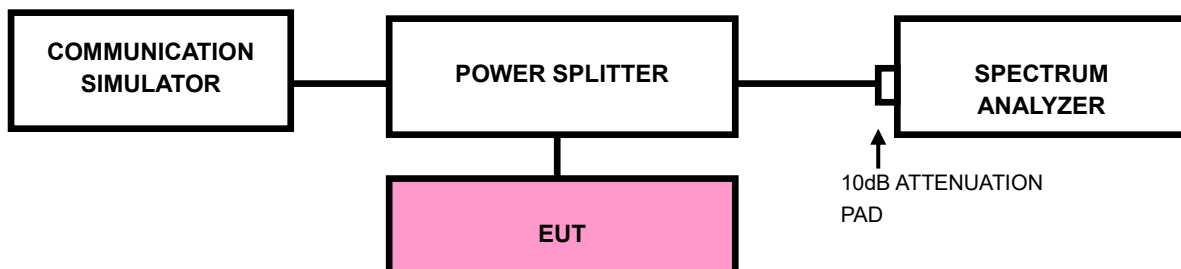 COMMUNICATION
SIMULATOR
POWER SPLITTER
SPECTRUM
ANALYZER
10dB ATTENUATION
PAD
EUT